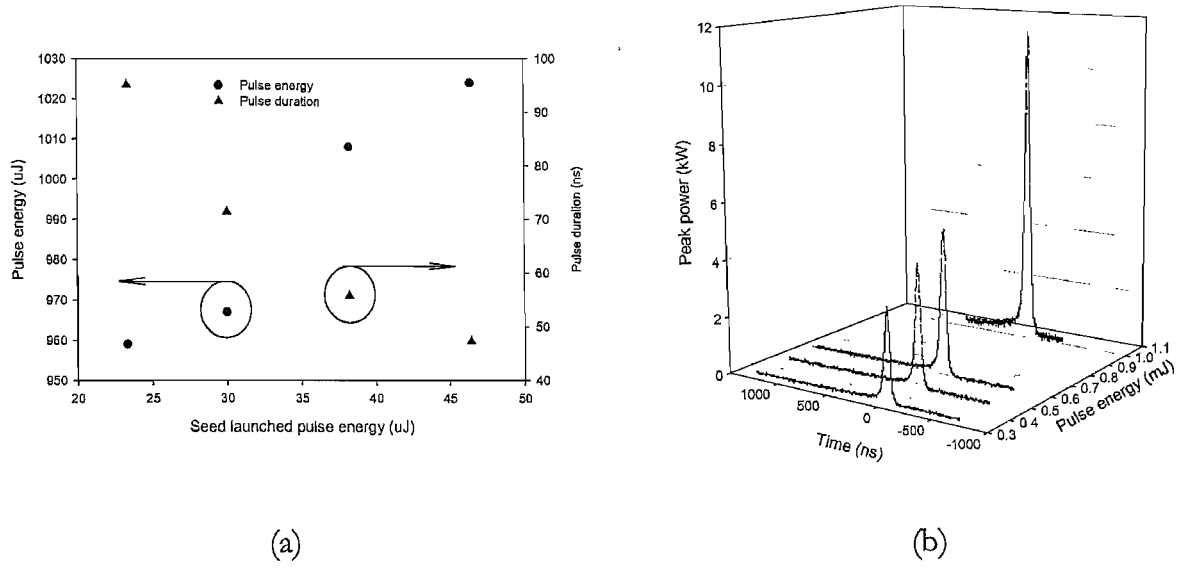 1030
1020
1010
1000
990
980
970
960
950
Pulse energy (uJ)
Pulse energy
Pulse duration
100
90
80
70
60
50
40
Pulse duration (ns)
20 25 30 35 40 45 50
Seed launched pulse energy (uJ)
(a)
12
10
8
6
4
2
0
Peak power (kW)
1000 500 0 -500 -1000
Time (ns)
0.3 0.4 0.5 0.6 0.7 0.8 0.9 1.0 1.1
Pulse energy (mJ)
(b)